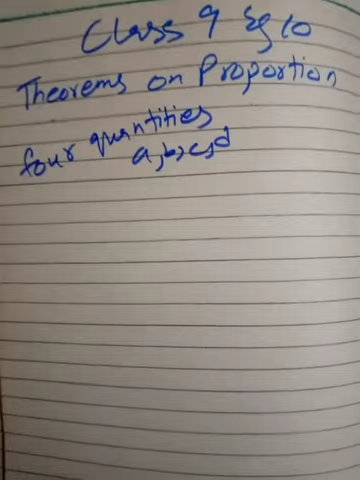 Class 9 & 10
Theorems on Proportion
four quantities
a, b, c, d